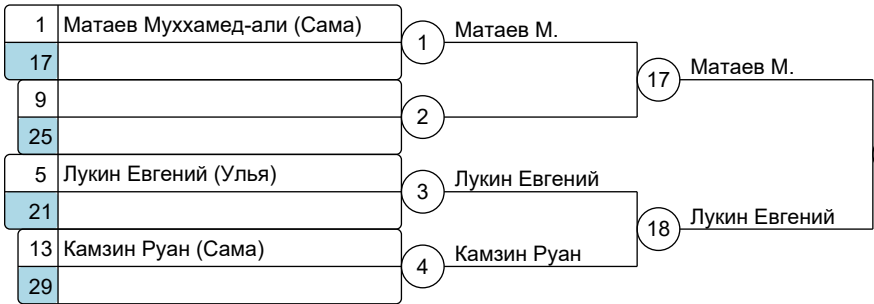 1 Матаев Муххамед-али (Сама)
17
1 Матаев М.
9
25
2
17 Матаев М.
5 Лукин Евгений (Улья)
21
3 Лукин Евгений
13 Камзин Руан (Сама)
29
4 Камзин Руан
18 Лукин Евгений